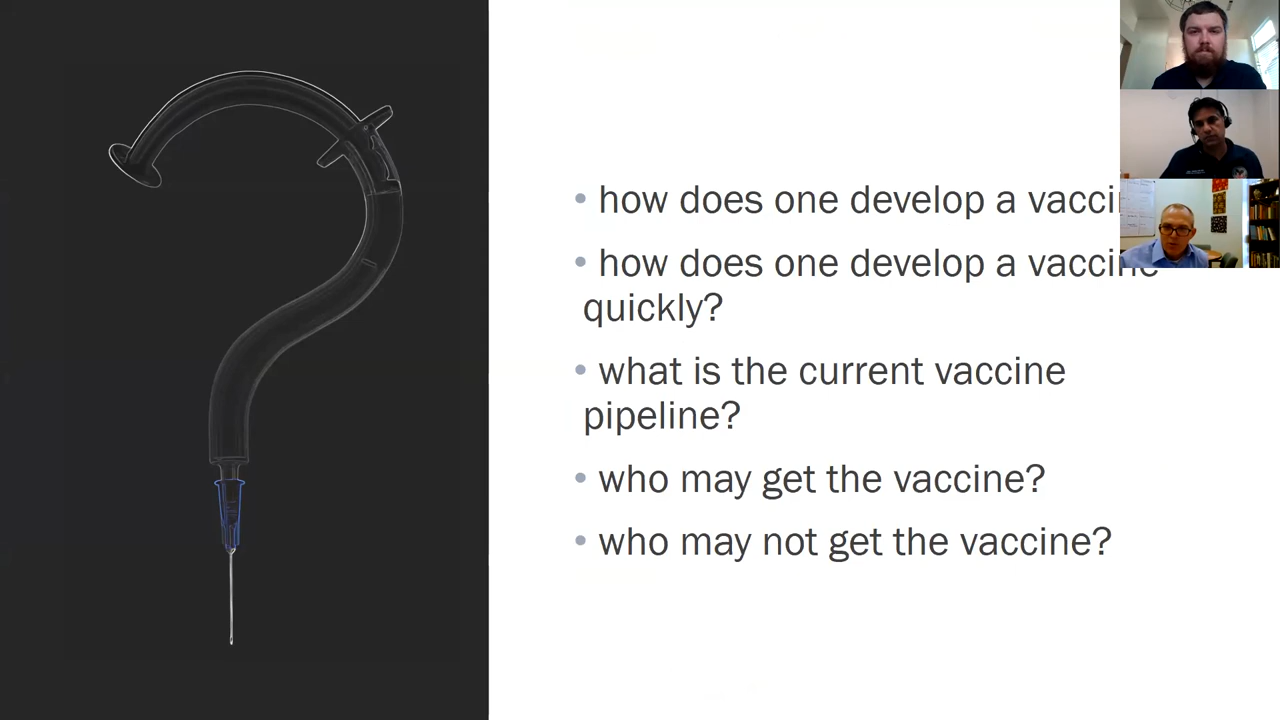 • how does one develop a
• how does one develop a vaccine
quickly?
• what is the current vaccine
pipeline?
• who may get the vaccine?
• who may not get the vaccine?